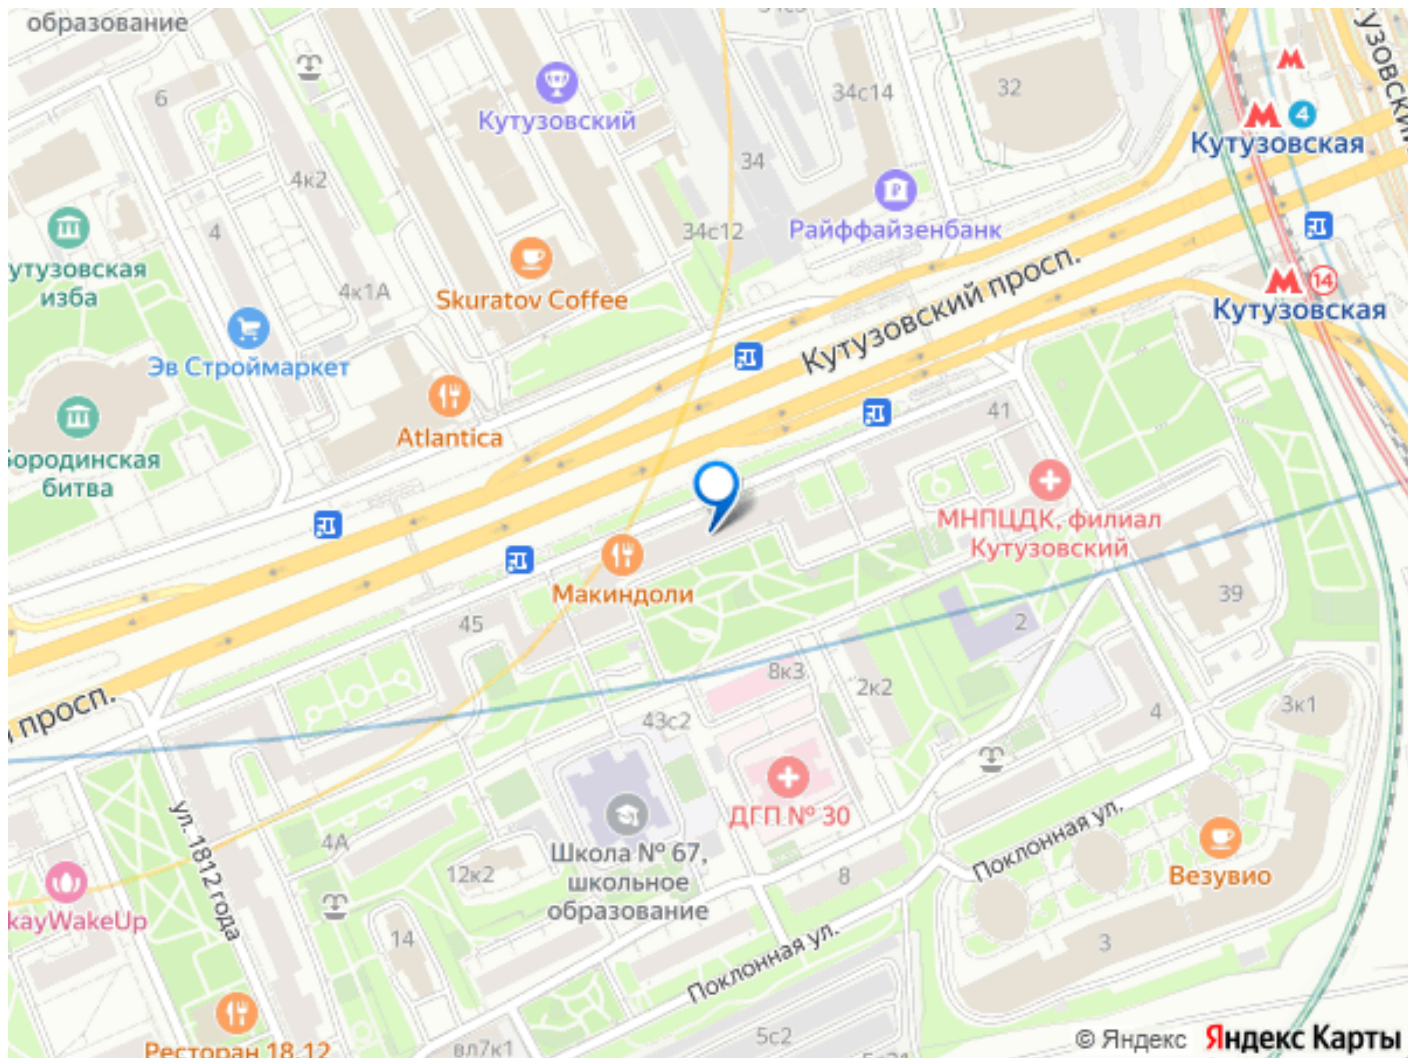 образование
6
4к2
Кутузовский
34с14
32
4
Кутузовская
34
4
34с12
Райффайзенбанк
утузовская
изба
4к1А
Skuratov Coffee
14
Кутузовская
Кутузовский просп.
Эв Строймаркет
Atlantica
41
Бородинская
битва
МНПЦДК, филиал
Кутузовский
Макиндоли
45
39
2
8к3
2к2
просп.
43с2
4
3к1
ул. 1812 года
ДГП № 30
Поклонная ул.
4А
12к2
Школа № 67,
школьное
образование
8
Везувио
kayWakeUp
14
Поклонная ул.
3
Ресторан 18.12
вл7к1
5с2
© Яндекс
Яндекс Карты